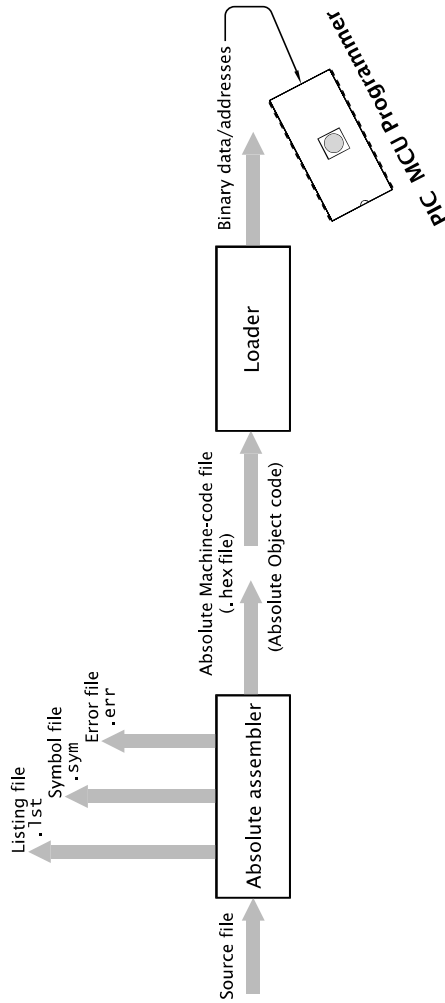 Source file
Absolute assembler
Listing file
.lst
Symbol file
.sym
Error file
.err
Absolute Machine-code file
(.hex file)
(Absolute Object code)
Loader
Binary data/addresses
PIC MCU Programmer